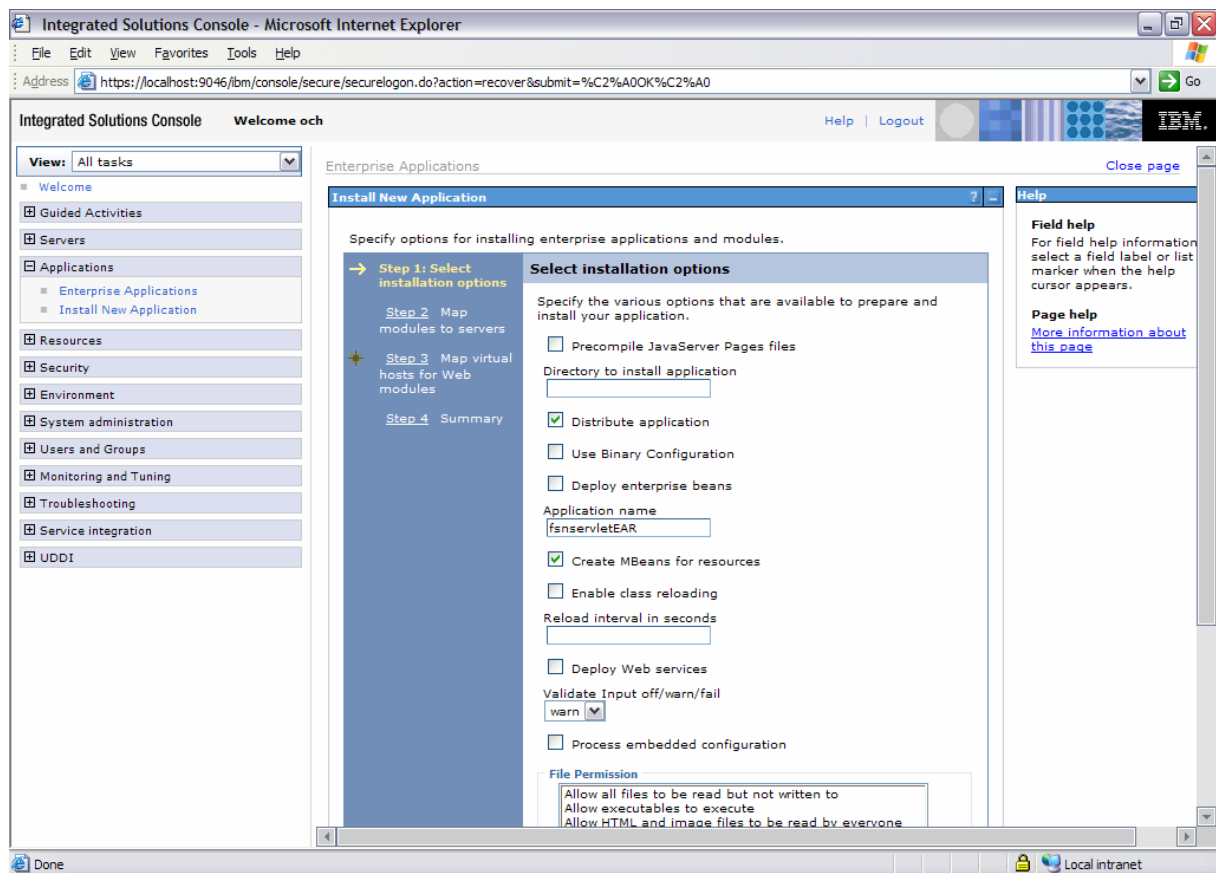 Integrated Solutions Console - Microsoft Internet Explorer
File Edit View Favorites Tools Help
Address https://localhost:9046/ibm/console/secure/securelogon.do?action=recover&submit=%C2%A0OK%C2%A0 Go
Integrated Solutions Console Welcome och Help | Logout IBM.
View: All tasks
Welcome
Guided Activities
Servers
Applications
Enterprise Applications
Install New Application
Resources
Security
Environment
System administration
Users and Groups
Monitoring and Tuning
Troubleshooting
Service integration
UDDI
Enterprise Applications Close page
Install New Application ? -
Specify options for installing enterprise applications and modules.
Step 1: Select
installation options
Step 2 Map
modules to servers
Step 3 Map virtual
hosts for Web
modules
Step 4 Summary
Select installation options
Specify the various options that are available to prepare and
install your application.
Precompile JavaServer Pages files
Directory to install application
Distribute application
Use Binary Configuration
Deploy enterprise beans
Application name
fsnservletEAR
Create MBeans for resources
Enable class reloading
Reload interval in seconds
Deploy Web services
Validate Input off/warn/fail
warn
Process embedded configuration
File Permission
Allow all files to be read but not written to
Allow executables to execute
Allow HTML and image files to be read by everyone
Help
Field help
For field help information
select a field label or list
marker when the help
cursor appears.
Page help
More information about
this page
Done Local intranet